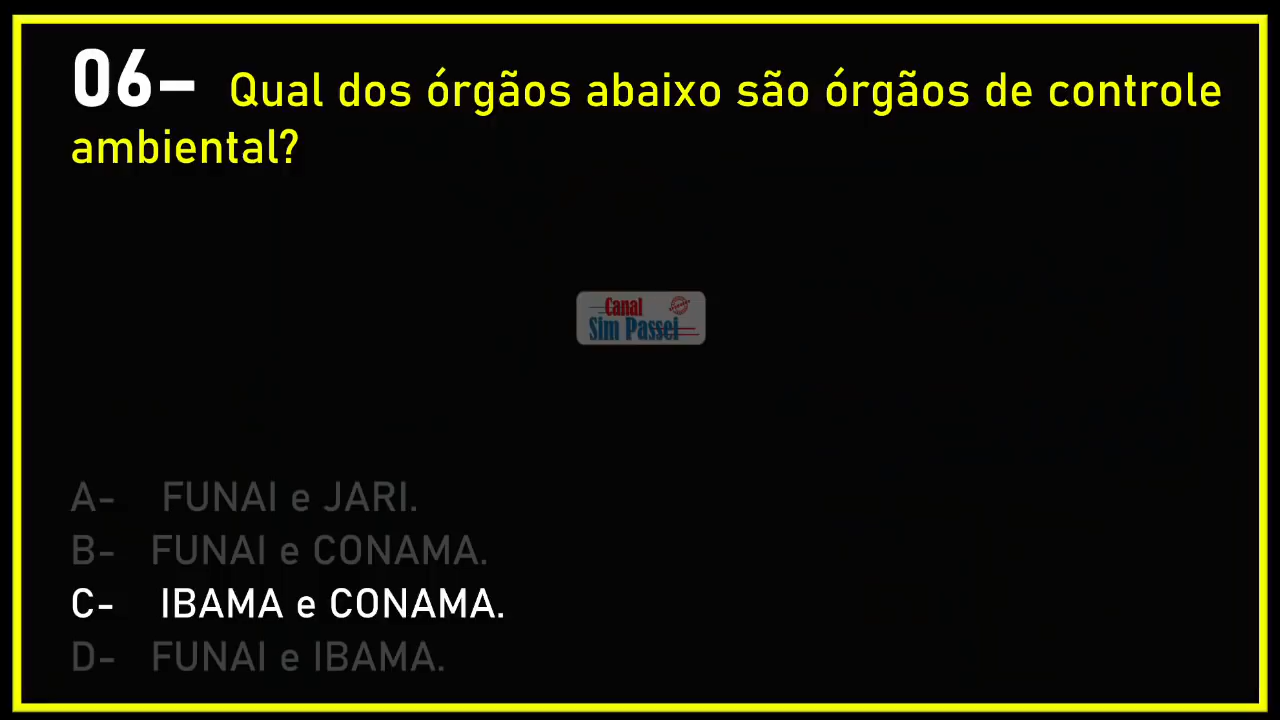 06– Qual dos órgãos abaixo são órgãos de controle
ambiental?
Canal
Sim Passei
A- FUNAI e JARI.
B- FUNAI e CONAMA.
C- IBAMA e CONAMA.
D- FUNAI e IBAMA.